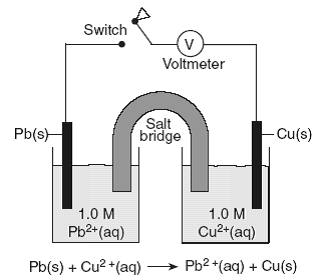 Switch
V
Voltmeter
Pb(s)
Salt
bridge
Cu(s)
1.0 M
Pb²⁺(aq)
1.0 M
Cu²⁺(aq)
Pb(s) + Cu²⁺(aq) ⟶ Pb²⁺(aq) + Cu(s)